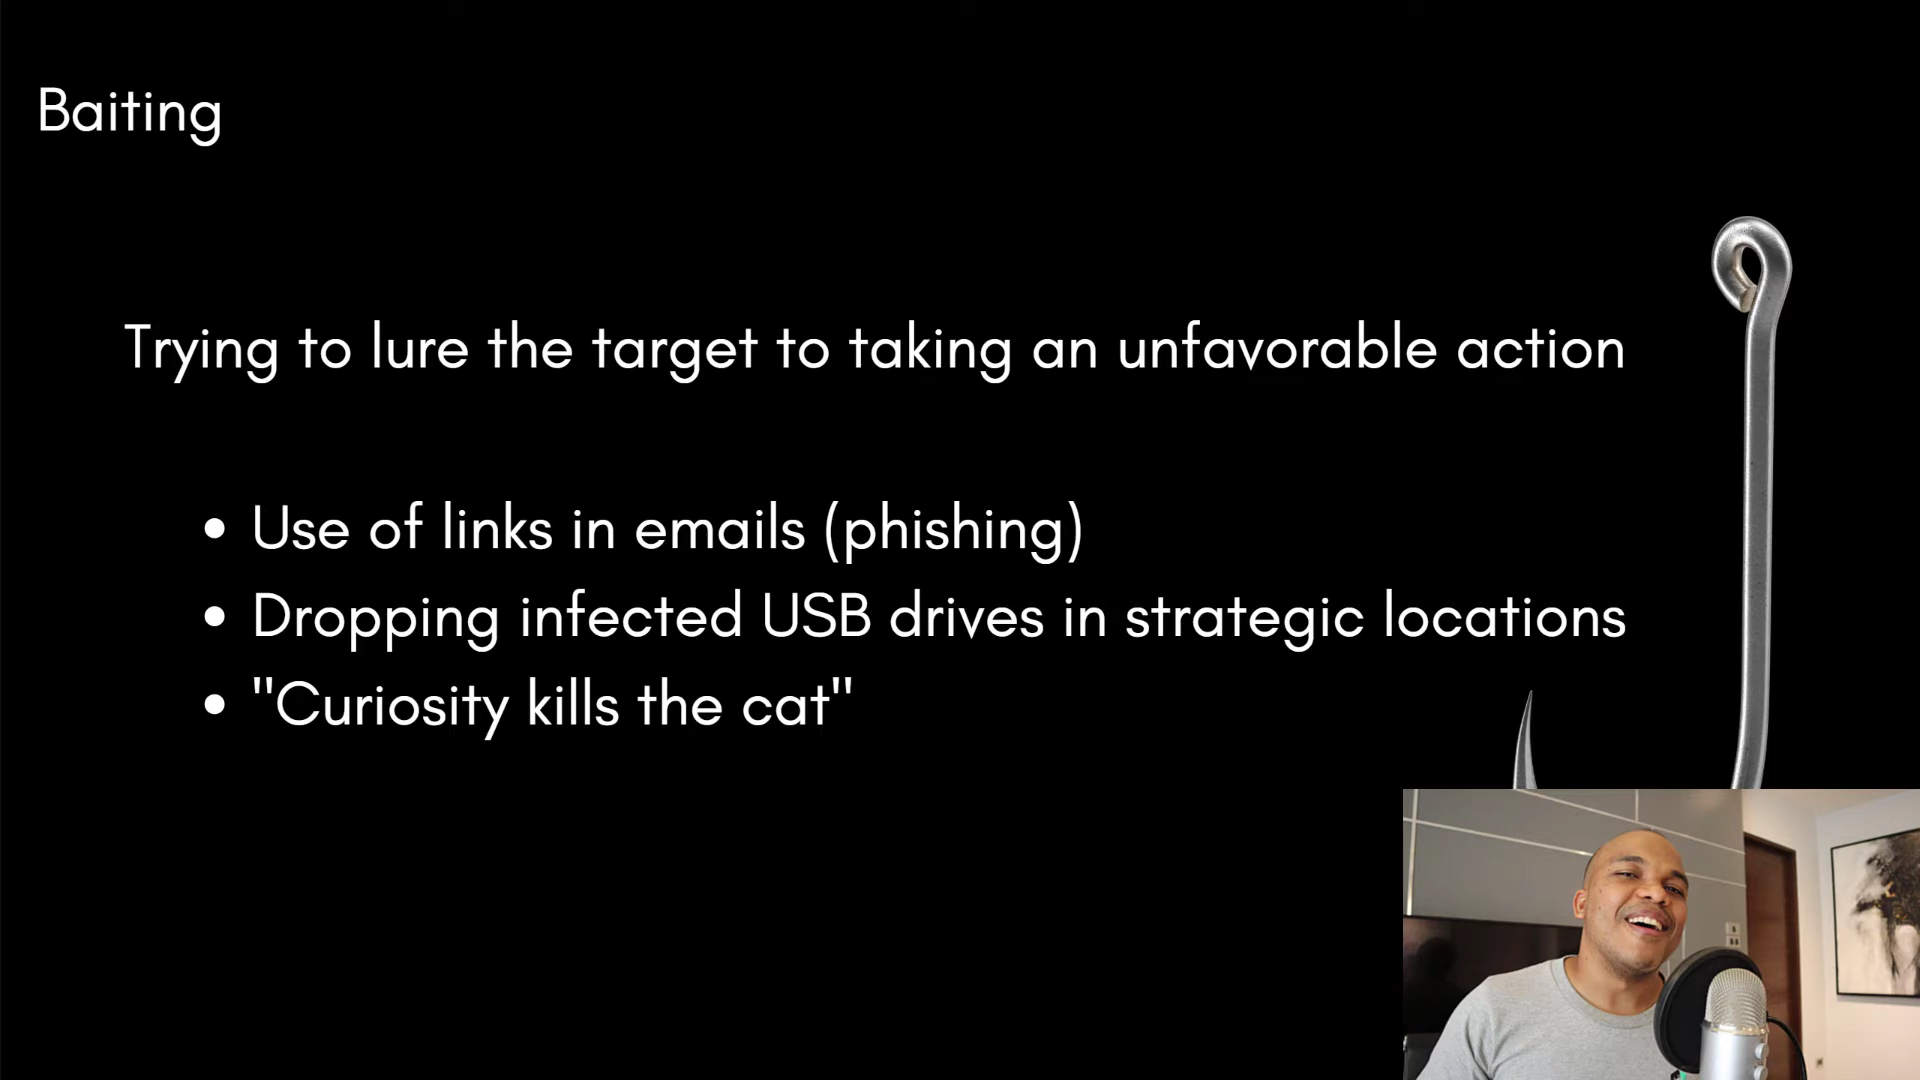 Baiting
Trying to lure the target to taking an unfavorable action
• Use of links in emails (phishing)
• Dropping infected USB drives in strategic locations
• "Curiosity kills the cat"